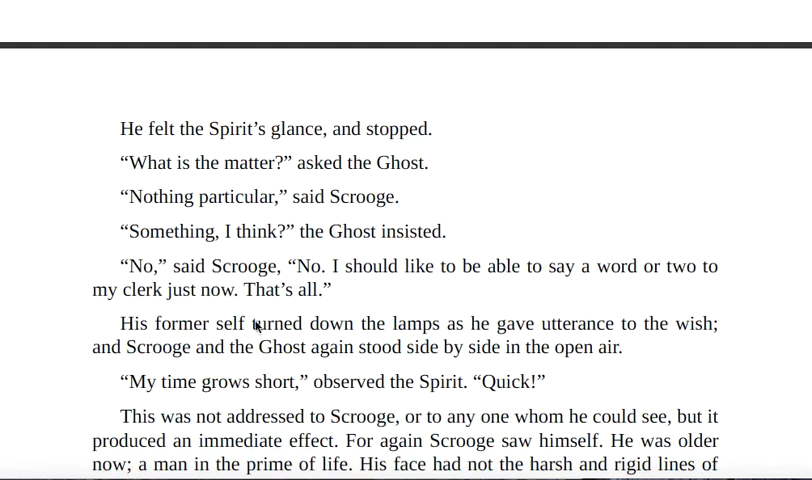 He felt the Spirit’s glance, and stopped.
“What is the matter?” asked the Ghost.
“Nothing particular,” said Scrooge.
“Something, I think?” the Ghost insisted.
“No,” said Scrooge, “No. I should like to be able to say a word or two to
my clerk just now. That’s all.”
His former self turned down the lamps as he gave utterance to the wish;
and Scrooge and the Ghost again stood side by side in the open air.
“My time grows short,” observed the Spirit. “Quick!”
This was not addressed to Scrooge, or to any one whom he could see, but it
produced an immediate effect. For again Scrooge saw himself. He was older
now; a man in the prime of life. His face had not the harsh and rigid lines of